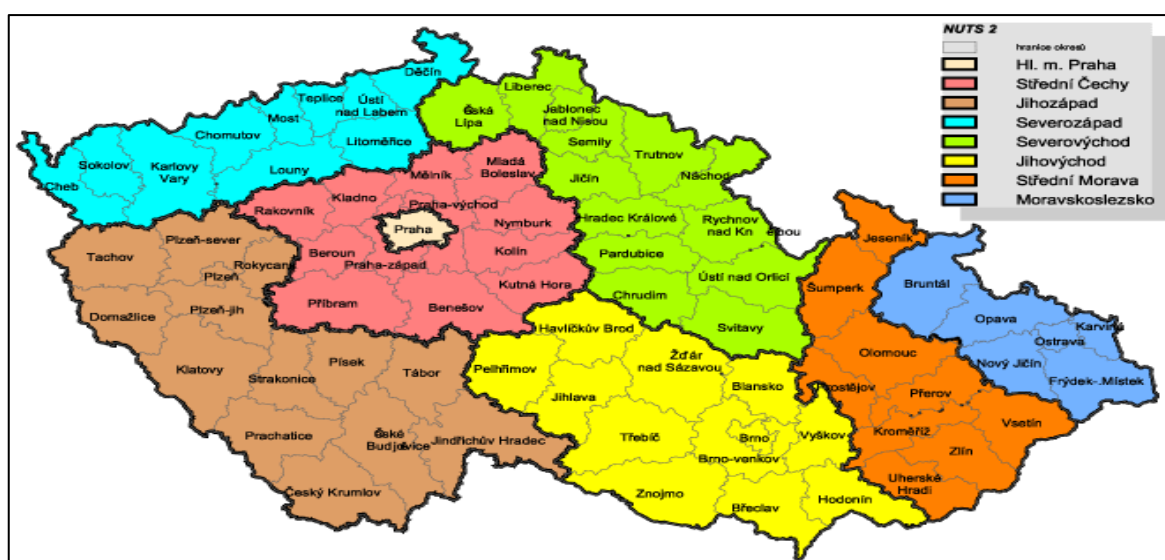 NUTS 2
hranice okresů
Hl. m. Praha
Střední Čechy
Jihozápad
Severozápad
Severovýchod
Jihovýchod
Střední Morava
Moravskoslezsko
Děčín
Teplice
Ústí
nad Labem
Most
Chomutov
Litoměřice
Sokolov
Karlovy
Vary
Louny
Cheb
Liberec
Jablonec
nad Nisou
Lípa
Semily
Trutnov
Jičín
Náchod
Hradec Králové
Rychnov
nad Kn
ěbou
Pardubice
Ústí nad Orlicí
Chrudim
Svitavy
Mělník
Mladá
Boleslav
Kladno
Praha-východ
Rakovník
Nymburk
Praha
Beroun
Kolín
Praha-západ
Kutná Hora
Příbram
Benešov
Plzeň-sever
Tachov
Rokycany
Plzeň
Domažlice
Plzeň-jih
Klatovy
Písek
Strakonice
Tábor
Prachatice
Jindřichův Hradec
Český Krumlov
Havlíčkův Brod
Pelhřimov
Žďár
nad Sázavou
Jihlava
Blansko
Třebíč
Brno
Vyškov
Brno-venkov
Znojmo
Břeclav
Hodonín
Jeseník
Šumperk
Olomouc
rostějov
Přerov
Kroměříž
Vsetín
Zlín
Uherské
Hradi
Bruntál
Opava
Karviná
Ostrava
Nový Jičín
Frýdek-.Místek